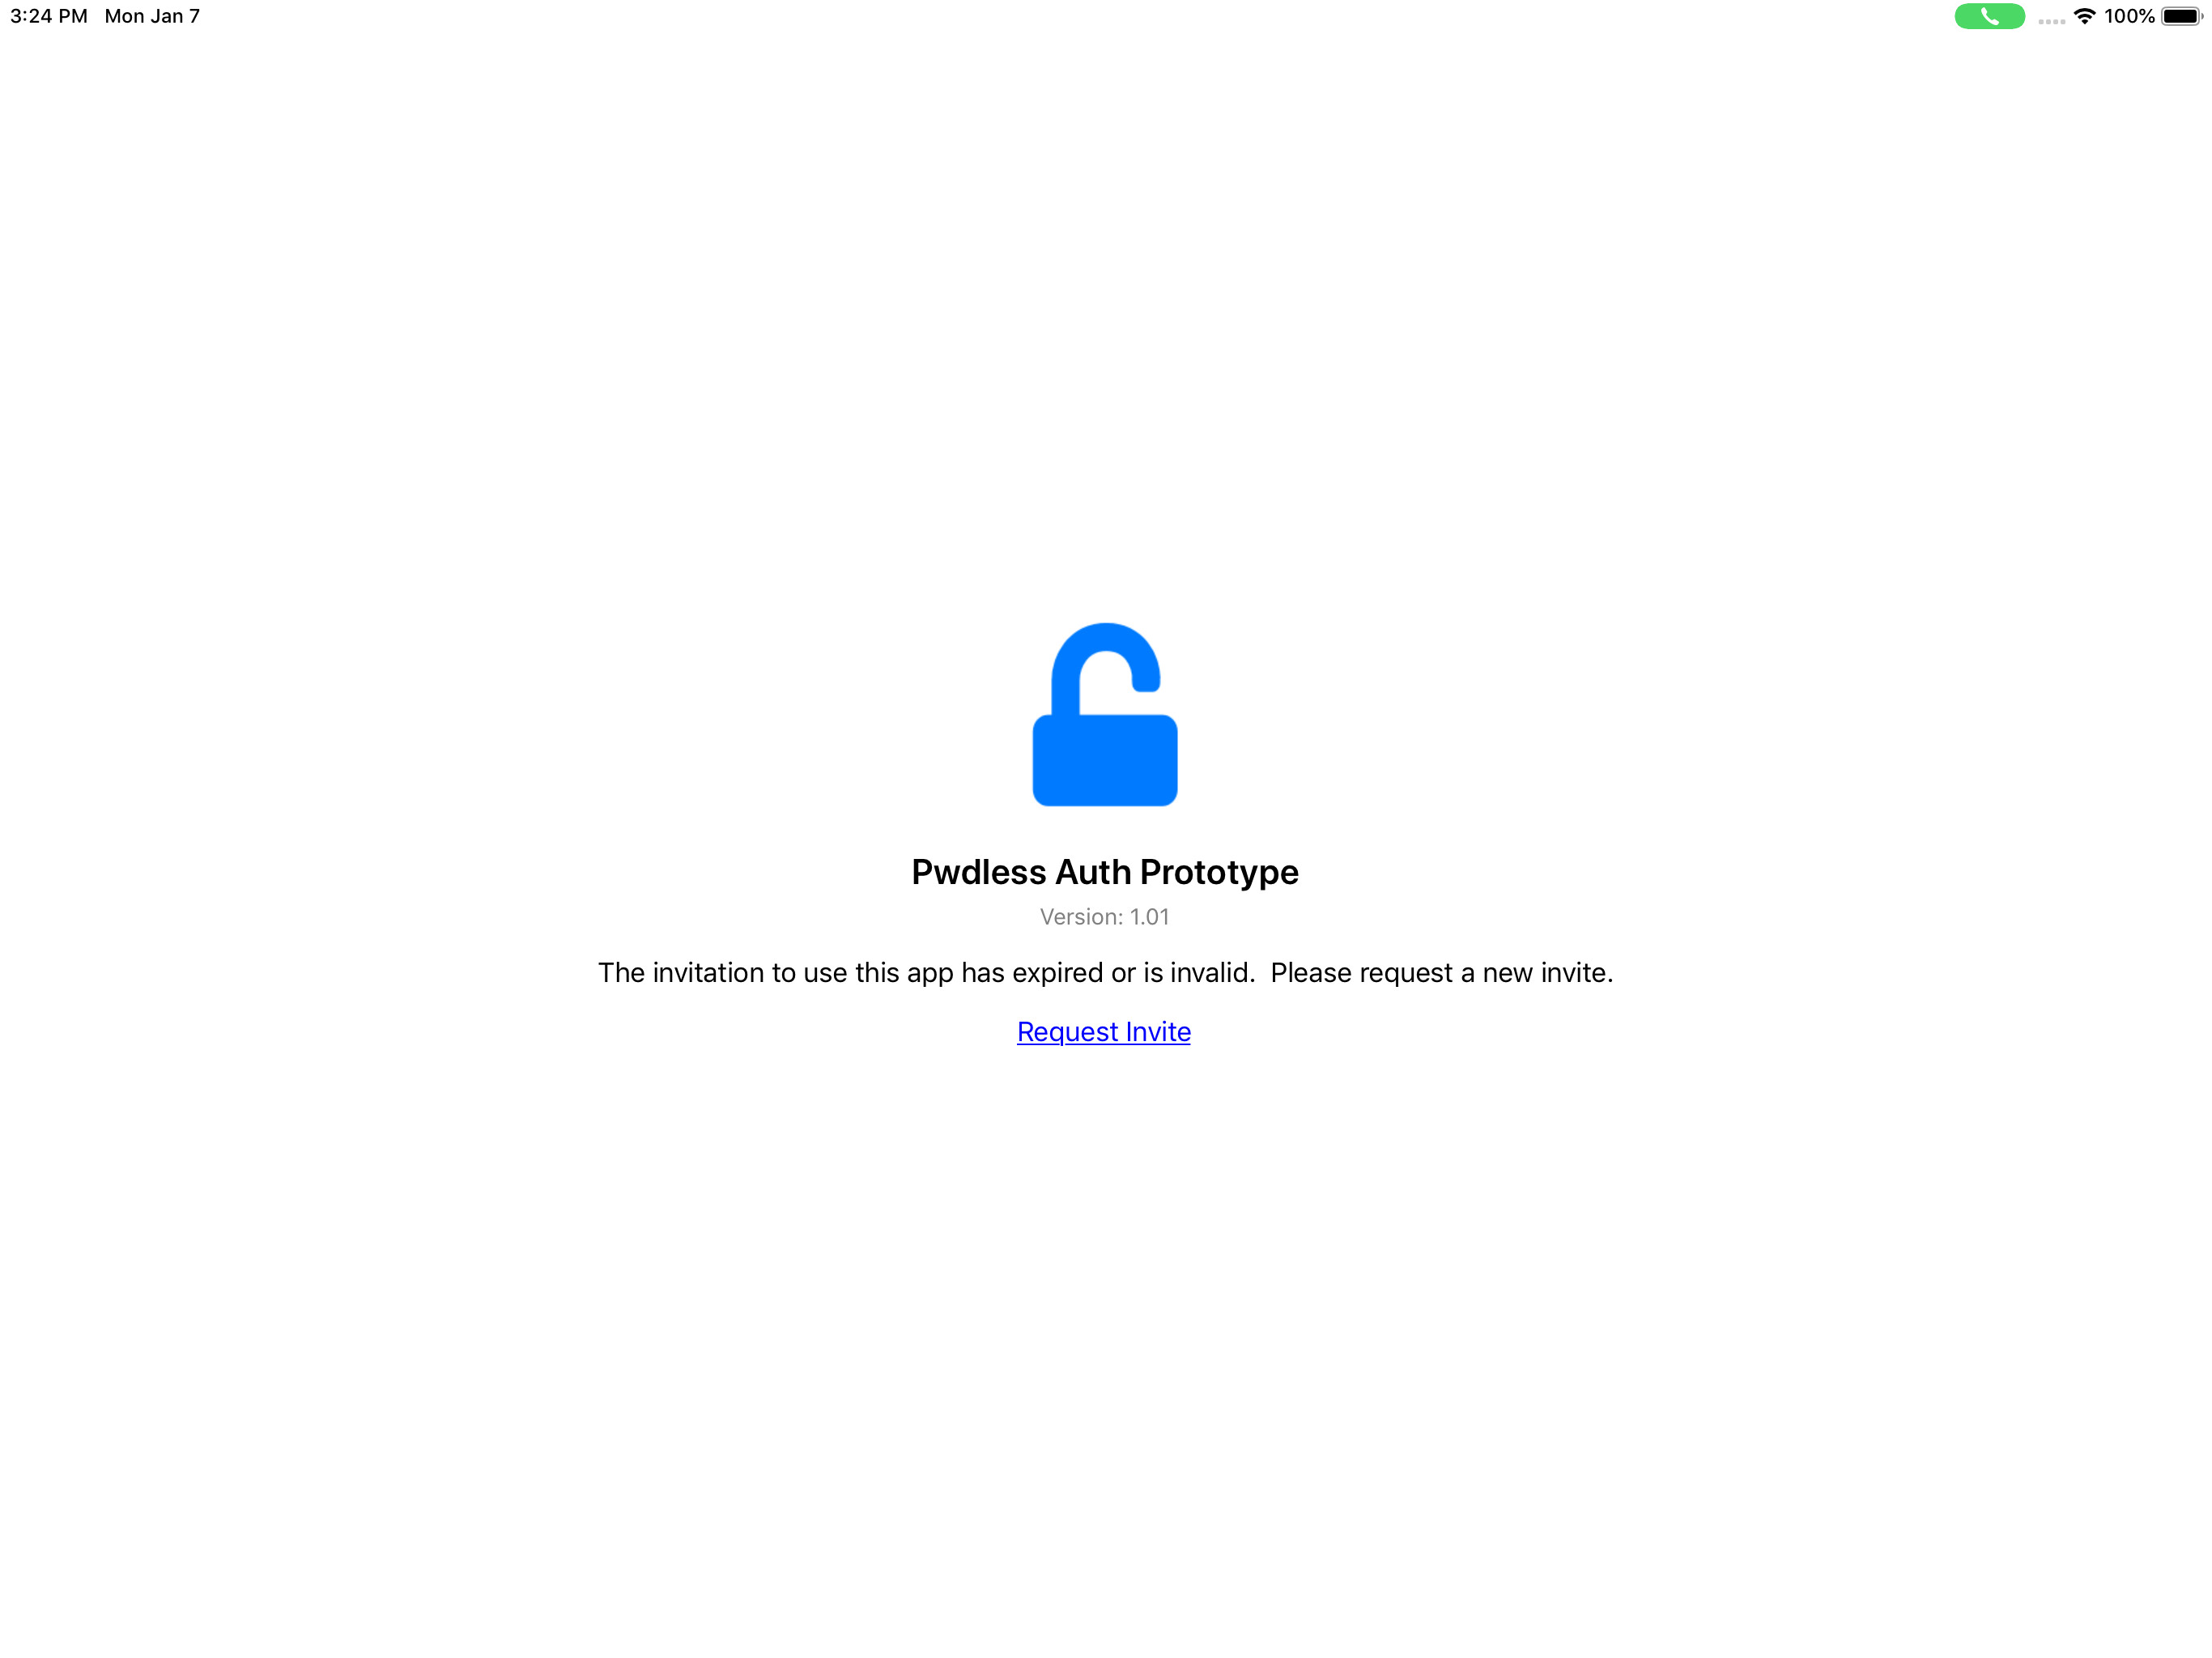 3:24 PM Mon Jan 7 100%
Pwdless Auth Prototype
Version: 1.01
The invitation to use this app has expired or is invalid.  Please request a new invite.
Request Invite